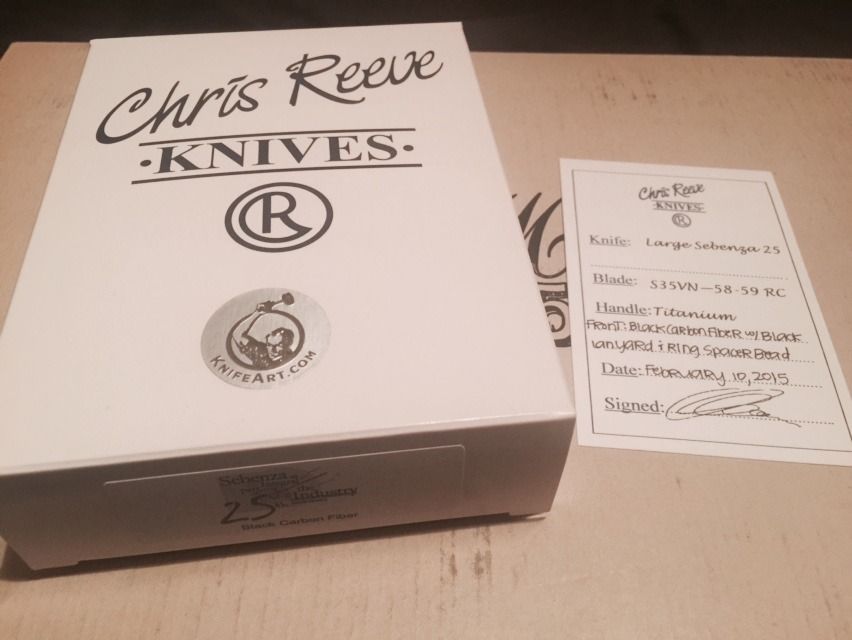 Chris Reeve
·KNIVES·
R
KNIFEART.COM
Sebenza
the
Industry
25
Black Carbon Fiber
M
Chris Reeve
KNIVES
R
Knife: Large Sebenza 25
Blade: S35VN—58-59 RC
Handle: Titanium
Front: Black Carbon Fiber w/ Black
lanyard & Ring Spacer Bead
Date: February 10, 2015
Signed: